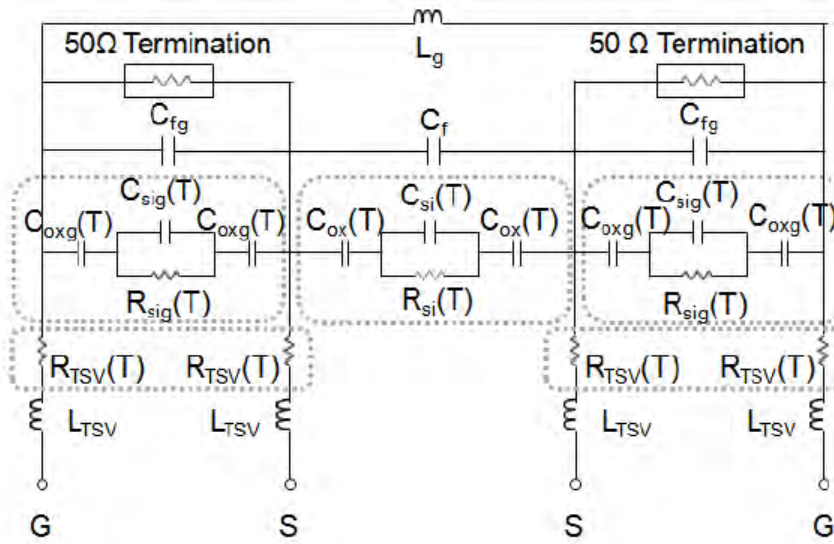 L_g
50Ω Termination
50 Ω Termination
C_fg
C_f
C_fg
C_sig(T)
C_si(T)
C_sig(T)
C_oxg(T)
C_oxg(T)
C_ox(T)
C_ox(T)
C_oxg(T)
C_oxg(T)
R_sig(T)
R_si(T)
R_sig(T)
R_TSV(T)
R_TSV(T)
R_TSV(T)
R_TSV(T)
L_TSV
L_TSV
L_TSV
L_TSV
G
S
S
G